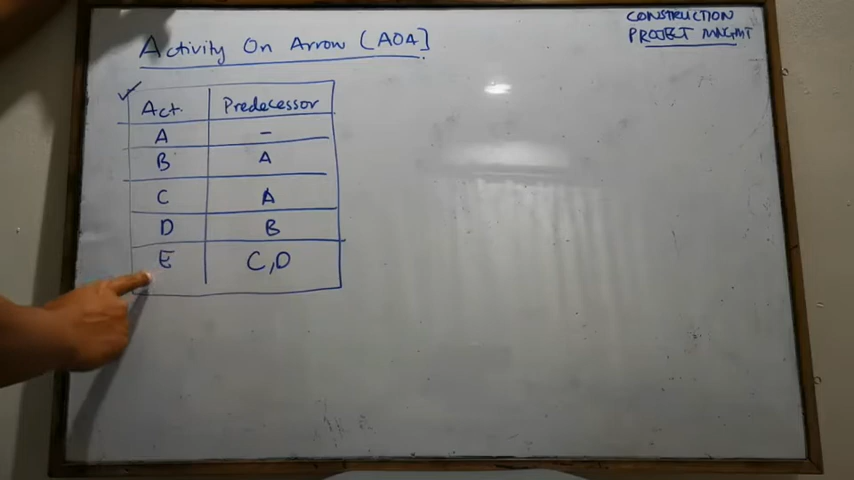 CONSTRUCTION
PROJECT MNGMT
Activity On Arrow (AOA]
Act. Predecessor
A -
B A
C A
D B
E C,D